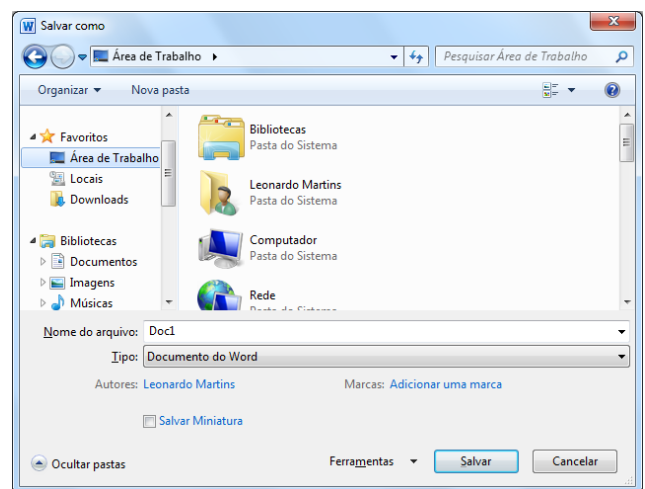 Salvar como
Área de Trabalho
Pesquisar Área de Trabalho
Organizar
Nova pasta
Favoritos
Área de Trabalho
Locais
Downloads
Bibliotecas
Documentos
Imagens
Músicas
Bibliotecas
Pasta do Sistema
Leonardo Martins
Pasta do Sistema
Computador
Pasta do Sistema
Rede
Pasta do Sistema
Nome do arquivo: Doc1
Tipo: Documento do Word
Autores: Leonardo Martins Marcas: Adicionar uma marca
Salvar Miniatura
Ocultar pastas Ferramentas Salvar Cancelar